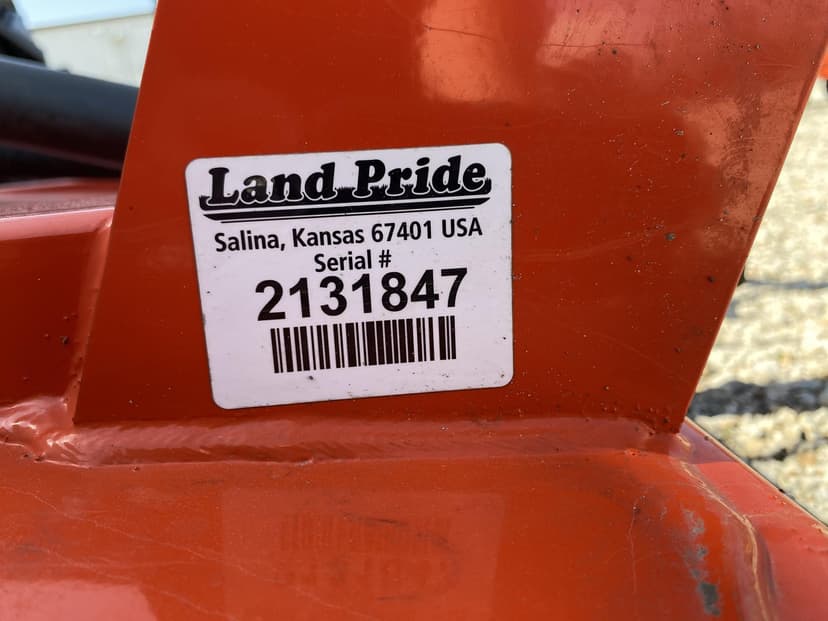 Land Pride
Salina, Kansas 67401 USA
Serial #
2131847